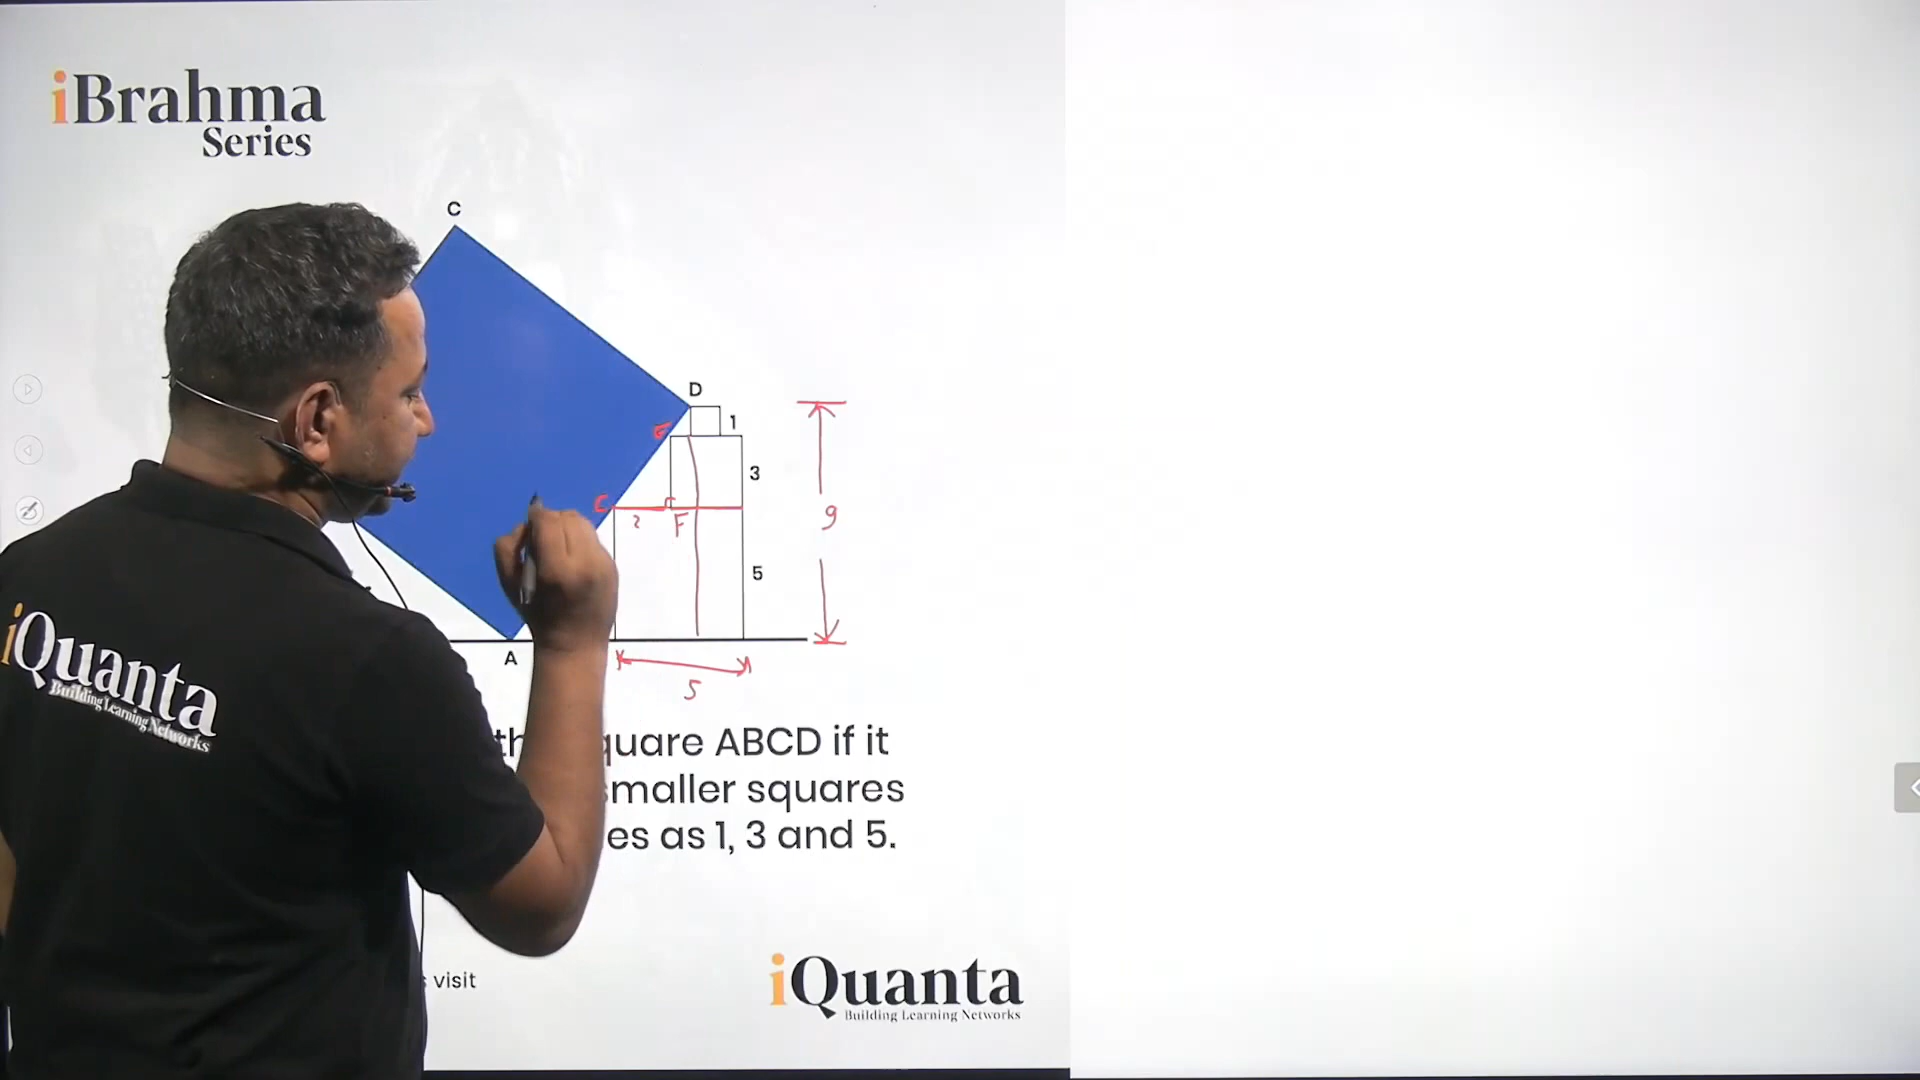 iBrahma
Series
C
D
1
E
3
9
C
2
F
5
A
5
quare ABCD if it
maller squares
es as 1, 3 and 5.
iQuanta
Building Learning Networks
visit
iQuanta
Building Learning Networks